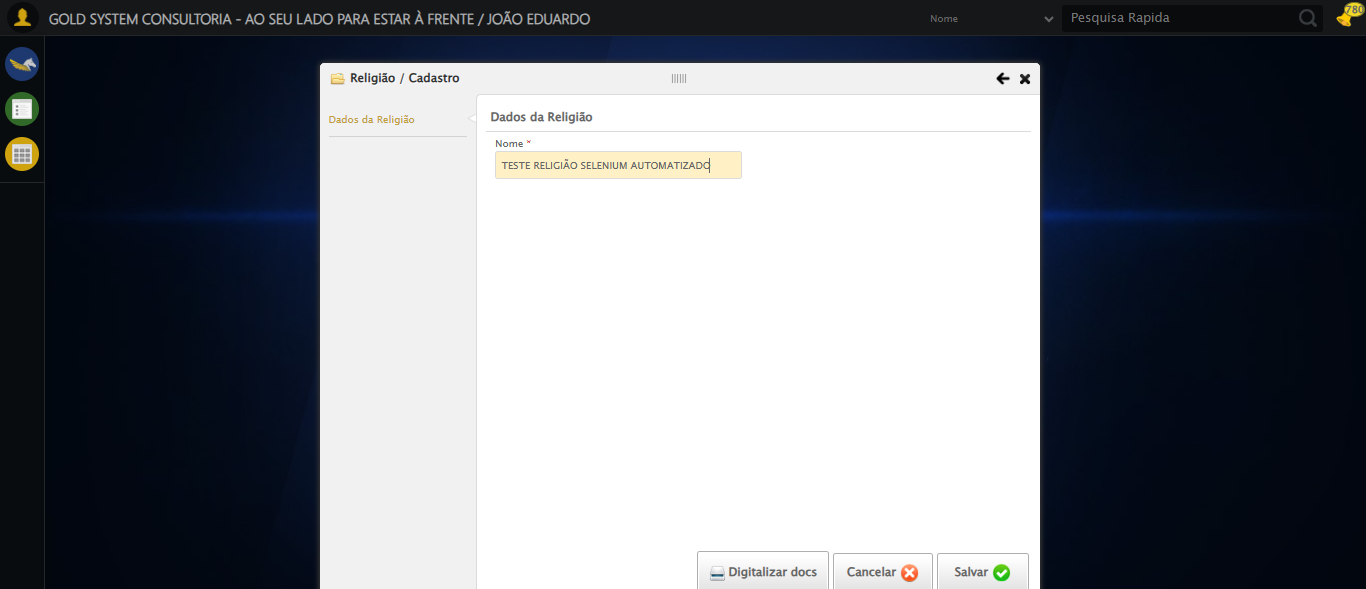 GOLD SYSTEM CONSULTORIA - AO SEU LADO PARA ESTAR À FRENTE / JOÃO EDUARDO
Nome
Pesquisa Rapida
780
Religião / Cadastro
Dados da Religião
Dados da Religião
Nome *
TESTE RELIGIÃO SELENIUM AUTOMATIZADO
Digitalizar docs
Cancelar
Salvar